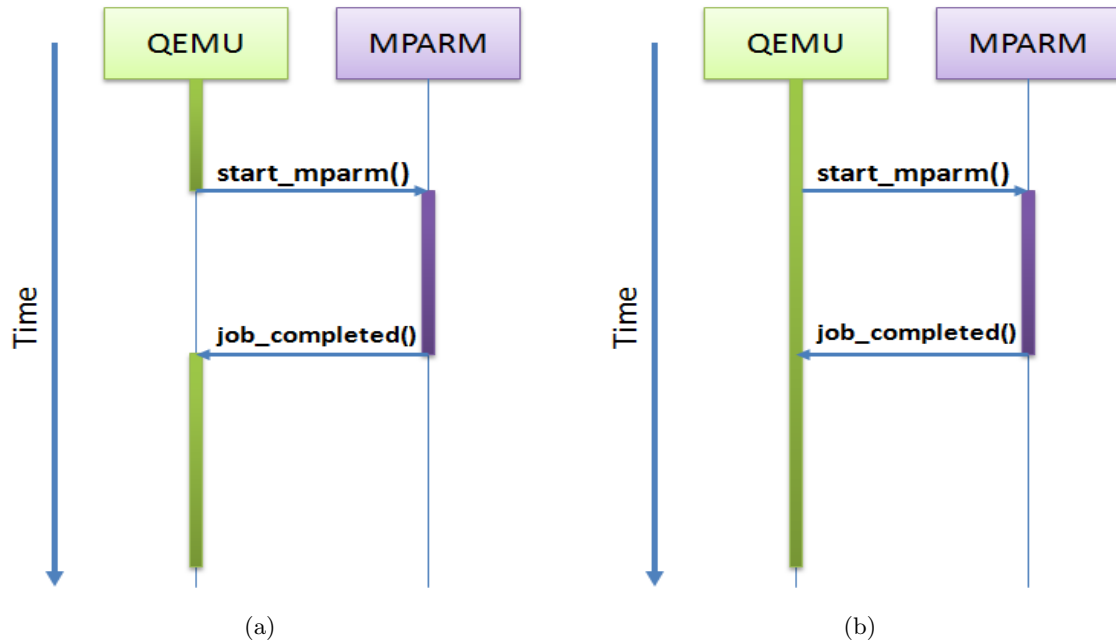 QEMU
MPARM
start_mparm()
job_completed()
Time
(a)
QEMU
MPARM
start_mparm()
job_completed()
Time
(b)